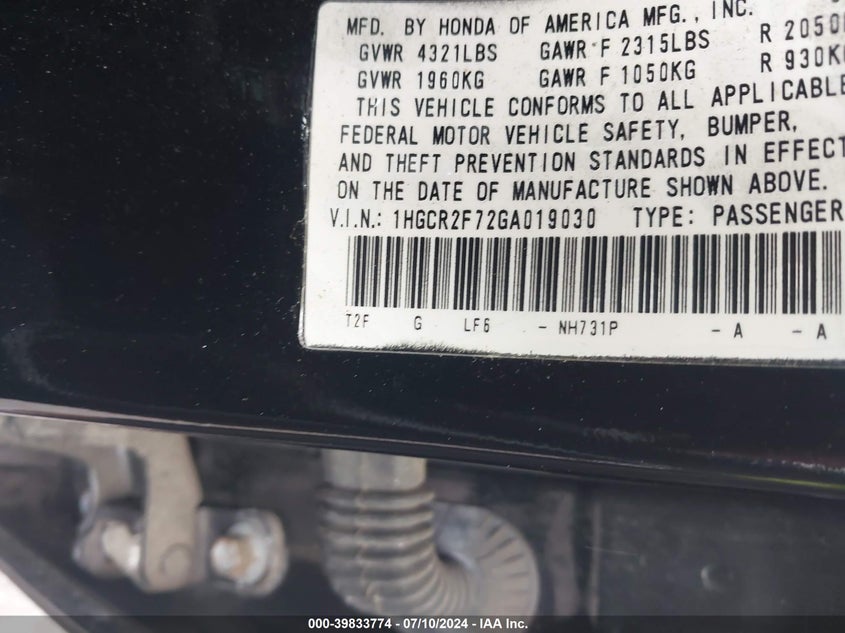 MFD. BY HONDA OF AMERICA MFG., INC.
GVWR 4321LBS GAWR F 2315LBS R 2050
GVWR 1960KG GAWR F 1050KG R 930KG
THIS VEHICLE CONFORMS TO ALL APPLICABLE
FEDERAL MOTOR VEHICLE SAFETY, BUMPER,
AND THEFT PREVENTION STANDARDS IN EFFECT
ON THE DATE OF MANUFACTURE SHOWN ABOVE.
V.I.N.: 1HGCR2F72GA019030 TYPE: PASSENGER
T2F G LF6 - NH731P - A - A
000-39833774 - 07/10/2024 - IAA Inc.